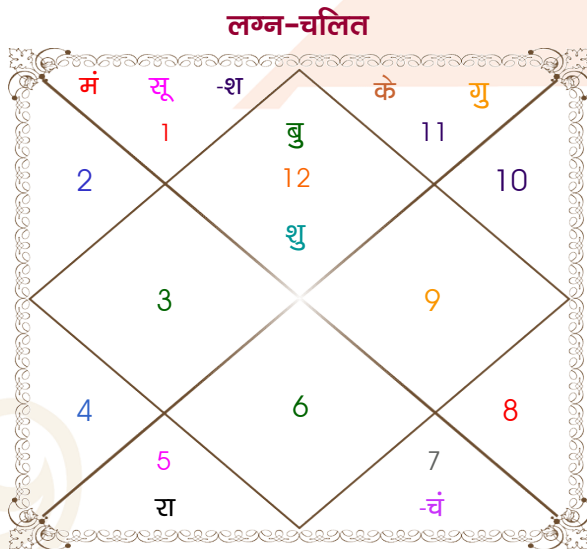 लग्न-चलित
मं सू -श के गु
1 बु 11
2 12 10
शु
3 9
4 6 8
5 7
रा -चं